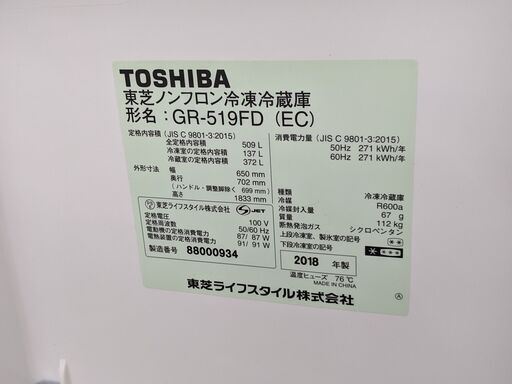 TOSHIBA
東芝ノンフロン冷凍冷蔵庫
形名：GR-519FD (EC)
定格内容積 (JIS C 9801-3:2015)
全定格内容積 509 L
冷凍室の定格内容積 137 L
冷蔵室の定格内容積 372 L
外形寸法 幅 650 mm
奥行 702 mm
(ハンドル・調整脚除く 699 mm)
高さ 1833 mm
東芝ライフスタイル株式会社 JET
定格電圧 100 V
定格周波数 50/60 Hz
電動機の定格消費電力 87/ 87 W
電熱装置の定格消費電力 91/ 91 W
製造番号 88000934
消費電力量 (JIS C 9801-3:2015)
50Hz 271 kWh/年
60Hz 271 kWh/年
種類 冷凍冷蔵庫
冷媒 R600a
冷媒封入量 67 g
質量 112 kg
断熱発泡ガス シクロペンタン
上段冷凍室、製氷室の記号 **
下段冷凍室の記号 ****
2018 年製
温度ヒューズ 76℃
MADE IN CHINA
東芝ライフスタイル株式会社 Ⓐ